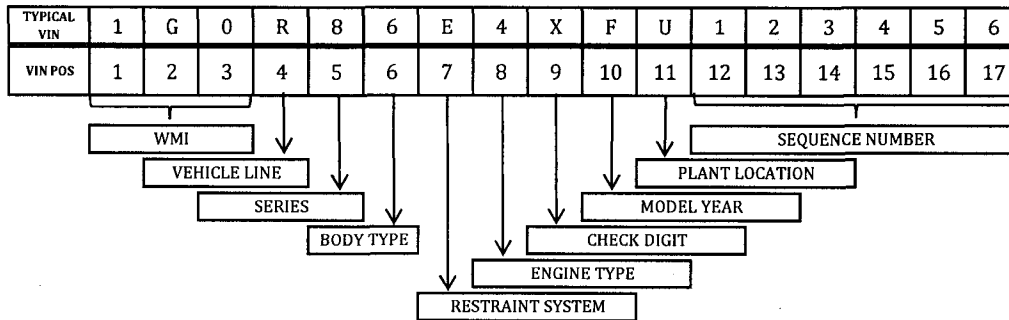 TYPICAL VIN 1 G 0 R 8 6 E 4 X F U 1 2 3 4 5 6
VIN POS 1 2 3 4 5 6 7 8 9 10 11 12 13 14 15 16 17
WMI SEQUENCE NUMBER
VEHICLE LINE PLANT LOCATION
SERIES MODEL YEAR
BODY TYPE CHECK DIGIT
ENGINE TYPE
RESTRAINT SYSTEM